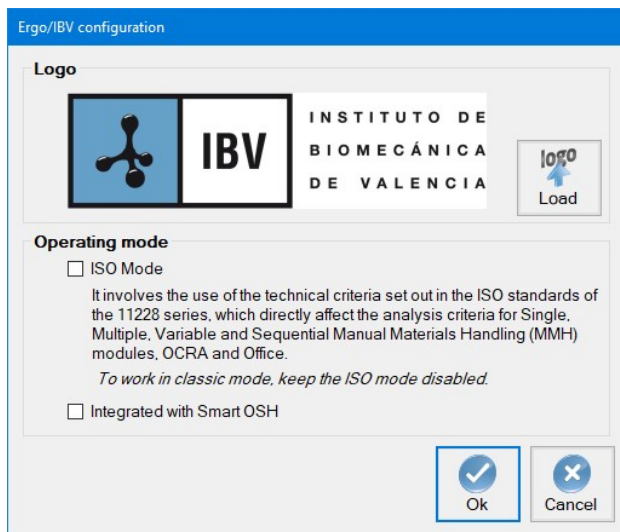 Ergo/IBV configuration
Logo
IBV
INSTITUTO DE
BIOMECÁNICA
DE VALENCIA
logo
Load
Operating mode
ISO Mode
It involves the use of the technical criteria set out in the ISO standards of
the 11228 series, which directly affect the analysis criteria for Single,
Multiple, Variable and Sequential Manual Materials Handling (MMH)
modules, OCRA and Office.
To work in classic mode, keep the ISO mode disabled.
Integrated with Smart OSH
Ok
Cancel